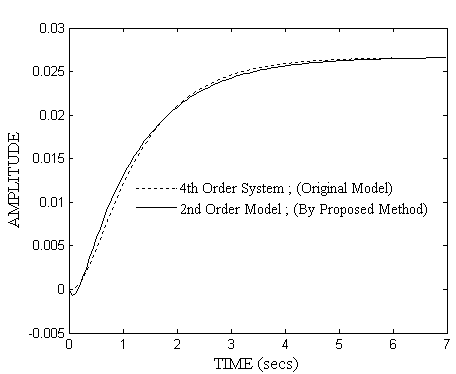 0.03
0.025
0.02
0.015
0.01
0.005
0
-0.005
AMPLITUDE
4th Order System ; (Original Model)
2nd Order Model ; (By Proposed Method)
0 1 2 3 4 5 6 7
TIME (secs)